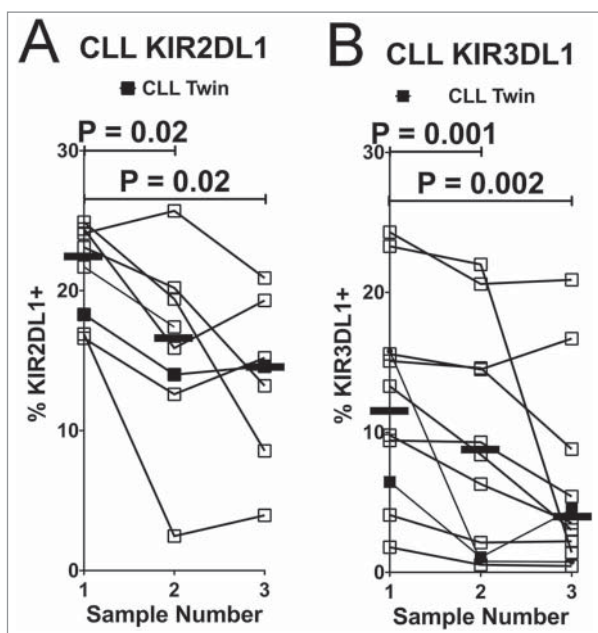 A CLL KIR2DL1
CLL Twin
P = 0.02
P = 0.02
30
20
10
0
% KIR2DL1+
1 2 3
Sample Number
B CLL KIR3DL1
CLL Twin
P = 0.001
P = 0.002
30
20
10
0
% KIR3DL1+
1 2 3
Sample Number